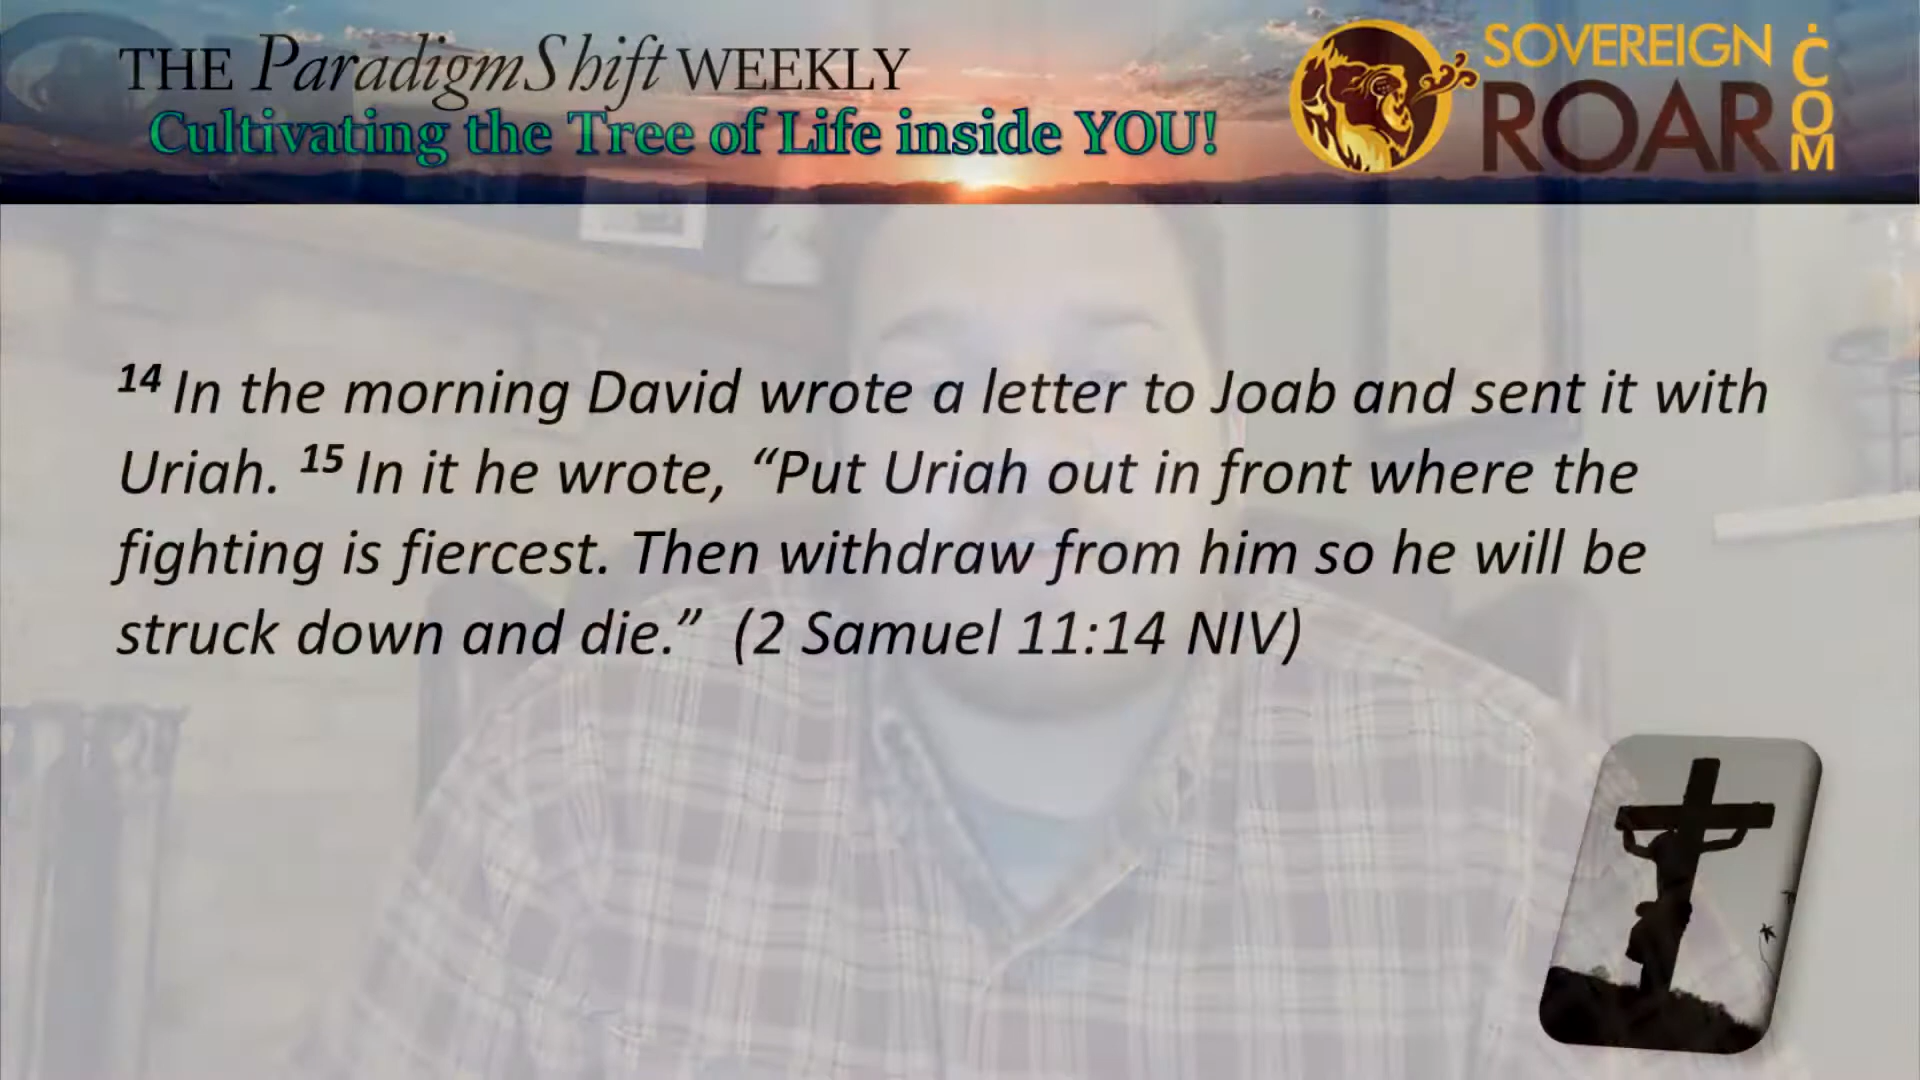 THE ParadigmShift WEEKLY
Cultivating the Tree of Life inside YOU!
SOVEREIGN
ROAR
.COM
14 In the morning David wrote a letter to Joab and sent it with
Uriah. 15 In it he wrote, “Put Uriah out in front where the
fighting is fiercest. Then withdraw from him so he will be
struck down and die.” (2 Samuel 11:14 NIV)